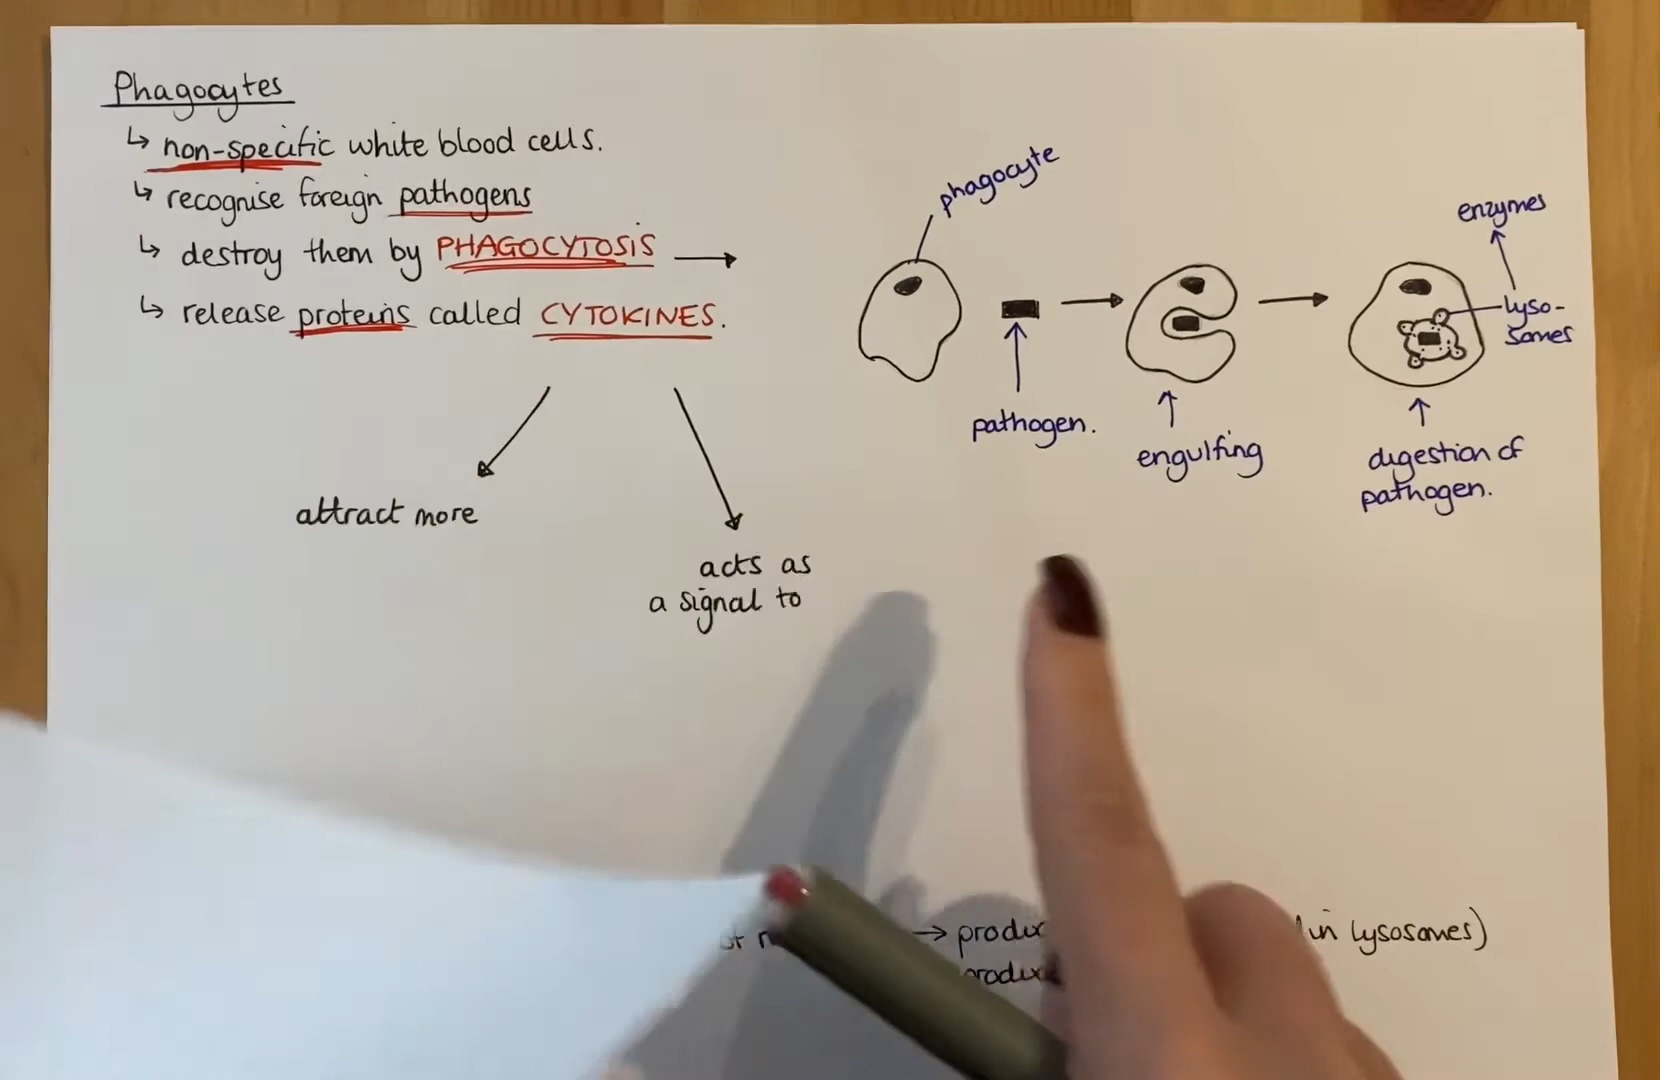 Phagocytes
↳ non-specific white blood cells.
↳ recognise foreign pathogens
↳ destroy them by PHAGOCYTOSIS →
↳ release proteins called CYTOKINES.
attract more
acts as
a signal to
phagocyte
pathogen.
engulfing
enzymes
lyso-
somes
digestion of
pathogen.
→ in lysosomes)